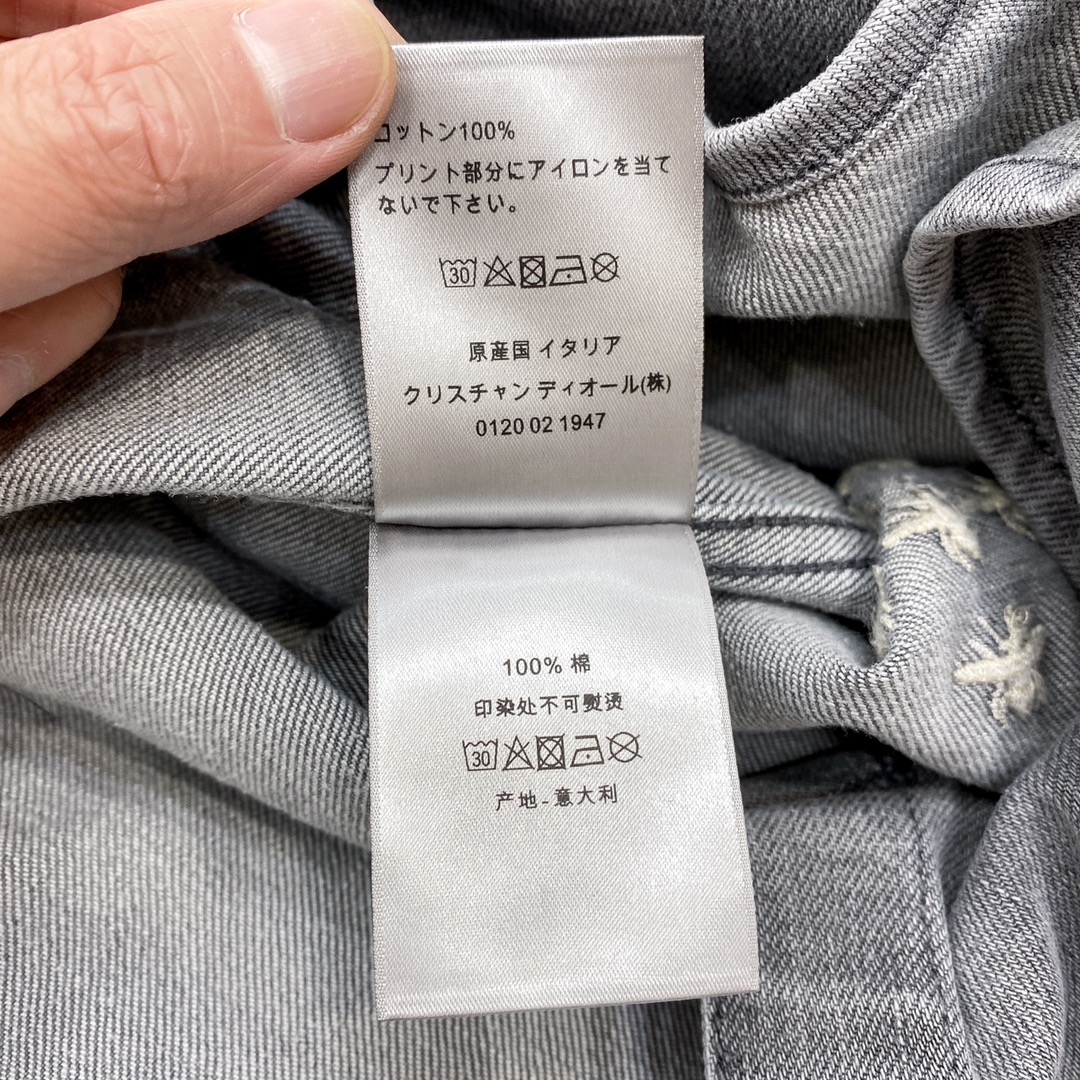 コットン100%
プリント部分にアイロンを当て
ないで下さい。
30
原産国 イタリア
クリスチャン ディオール(株)
0120 02 1947
100% 棉
印染处不可熨烫
30
产地-意大利